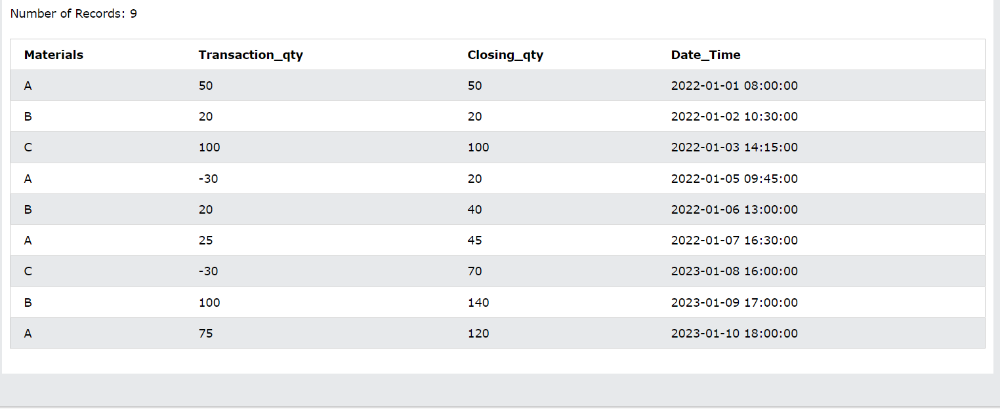 Number of Records: 9
Materials Transaction_qty Closing_qty Date_Time
A 50 50 2022-01-01 08:00:00
B 20 20 2022-01-02 10:30:00
C 100 100 2022-01-03 14:15:00
A -30 20 2022-01-05 09:45:00
B 20 40 2022-01-06 13:00:00
A 25 45 2022-01-07 16:30:00
C -30 70 2023-01-08 16:00:00
B 100 140 2023-01-09 17:00:00
A 75 120 2023-01-10 18:00:00